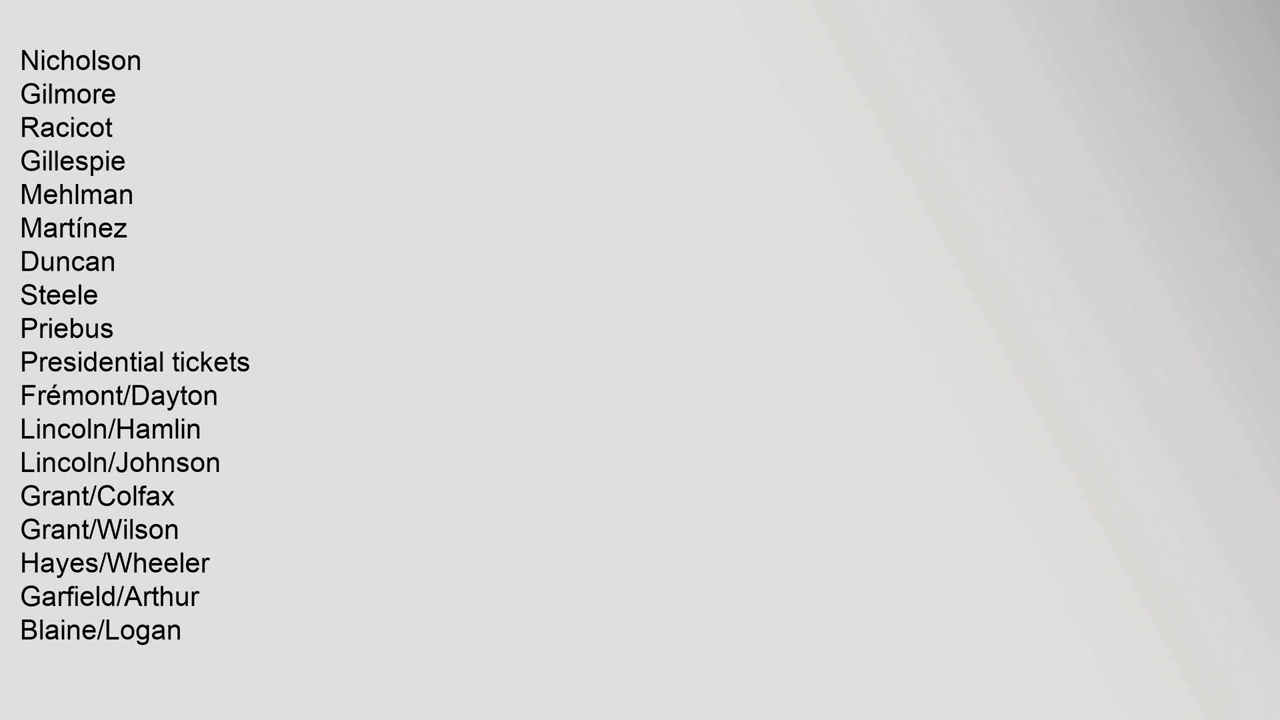 Nicholson
Gilmore
Racicot
Gillespie
Mehlman
Martínez
Duncan
Steele
Priebus
Presidential tickets
Frémont/Dayton
Lincoln/Hamlin
Lincoln/Johnson
Grant/Colfax
Grant/Wilson
Hayes/Wheeler
Garfield/Arthur
Blaine/Logan